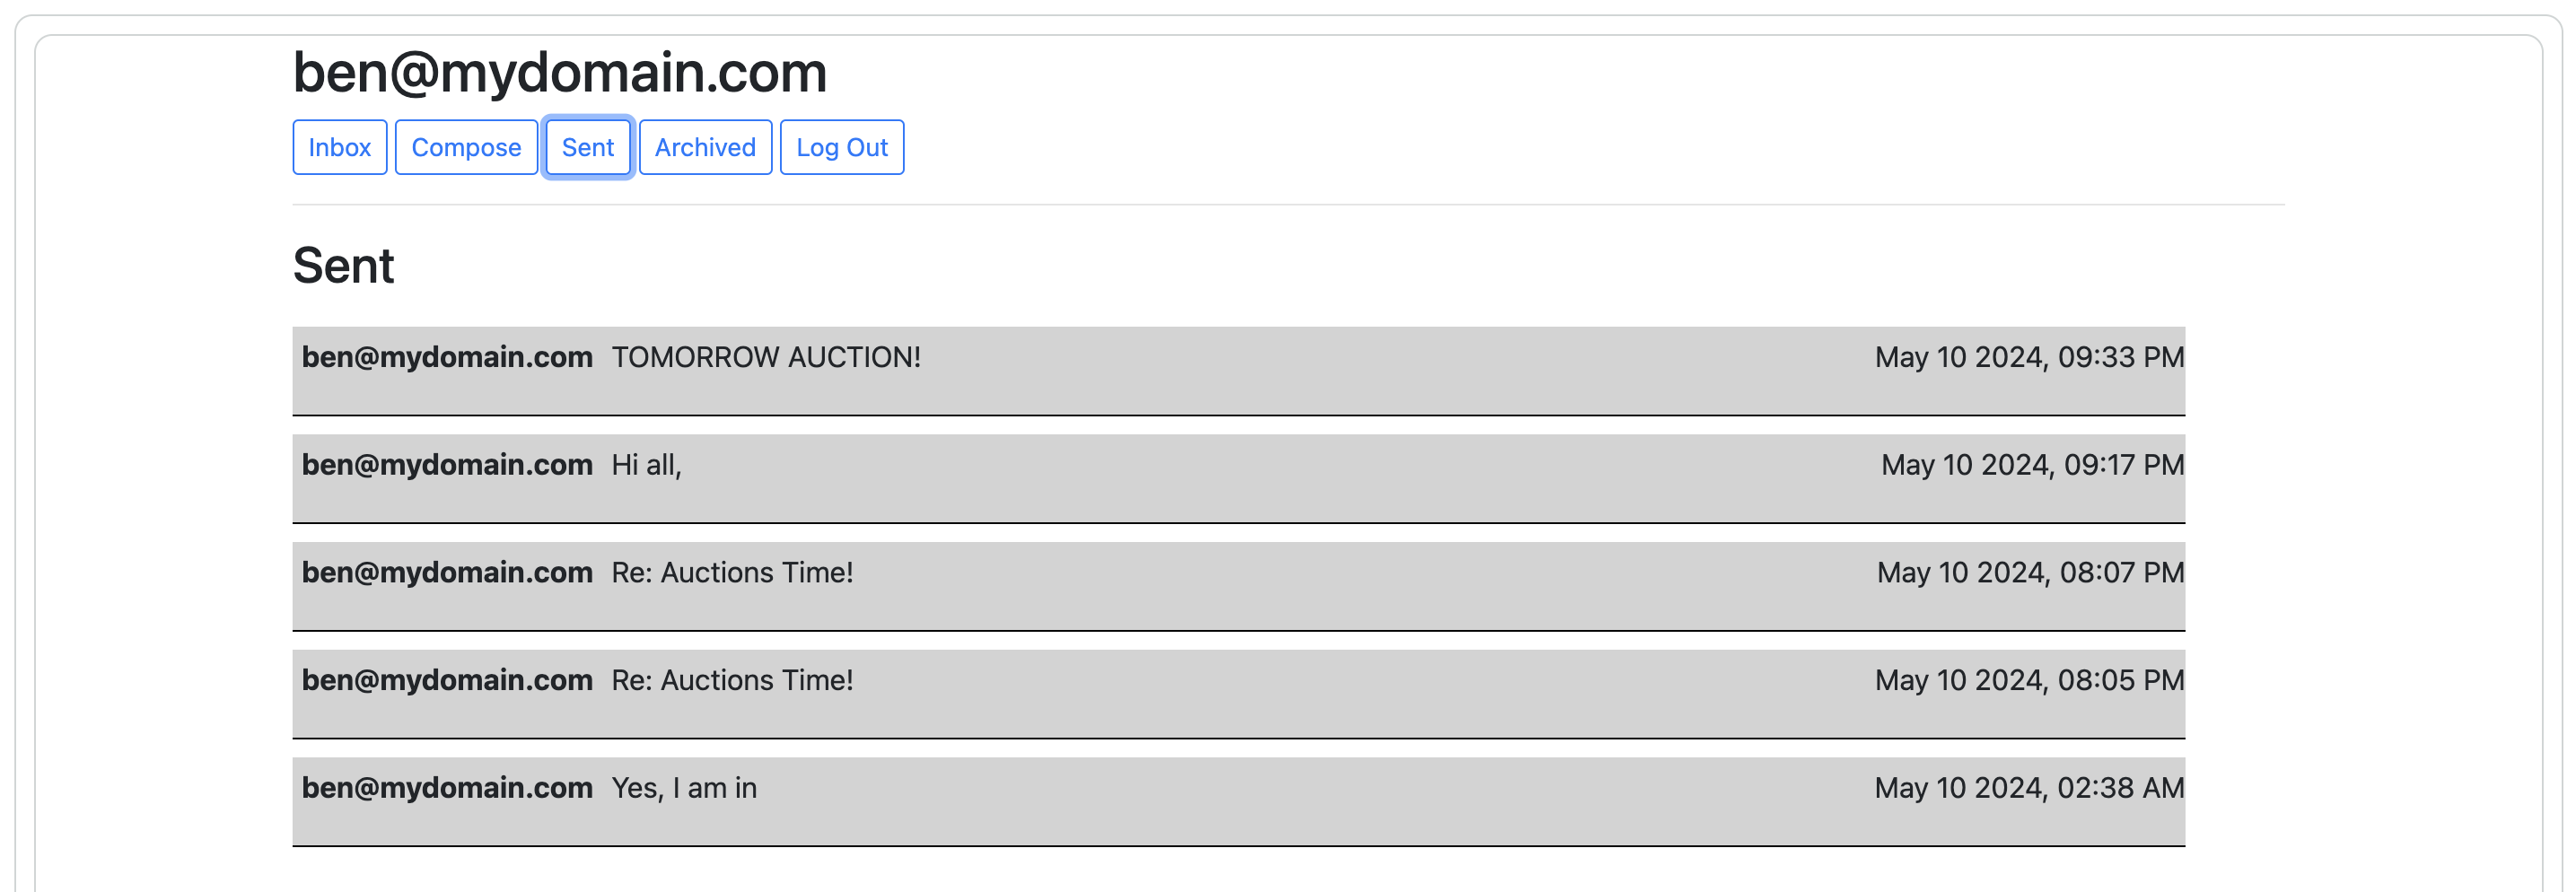 ben@mydomain.com
Inbox Compose Sent Archived Log Out
Sent
ben@mydomain.com TOMORROW AUCTION! May 10 2024, 09:33 PM
ben@mydomain.com Hi all, May 10 2024, 09:17 PM
ben@mydomain.com Re: Auctions Time! May 10 2024, 08:07 PM
ben@mydomain.com Re: Auctions Time! May 10 2024, 08:05 PM
ben@mydomain.com Yes, I am in May 10 2024, 02:38 AM